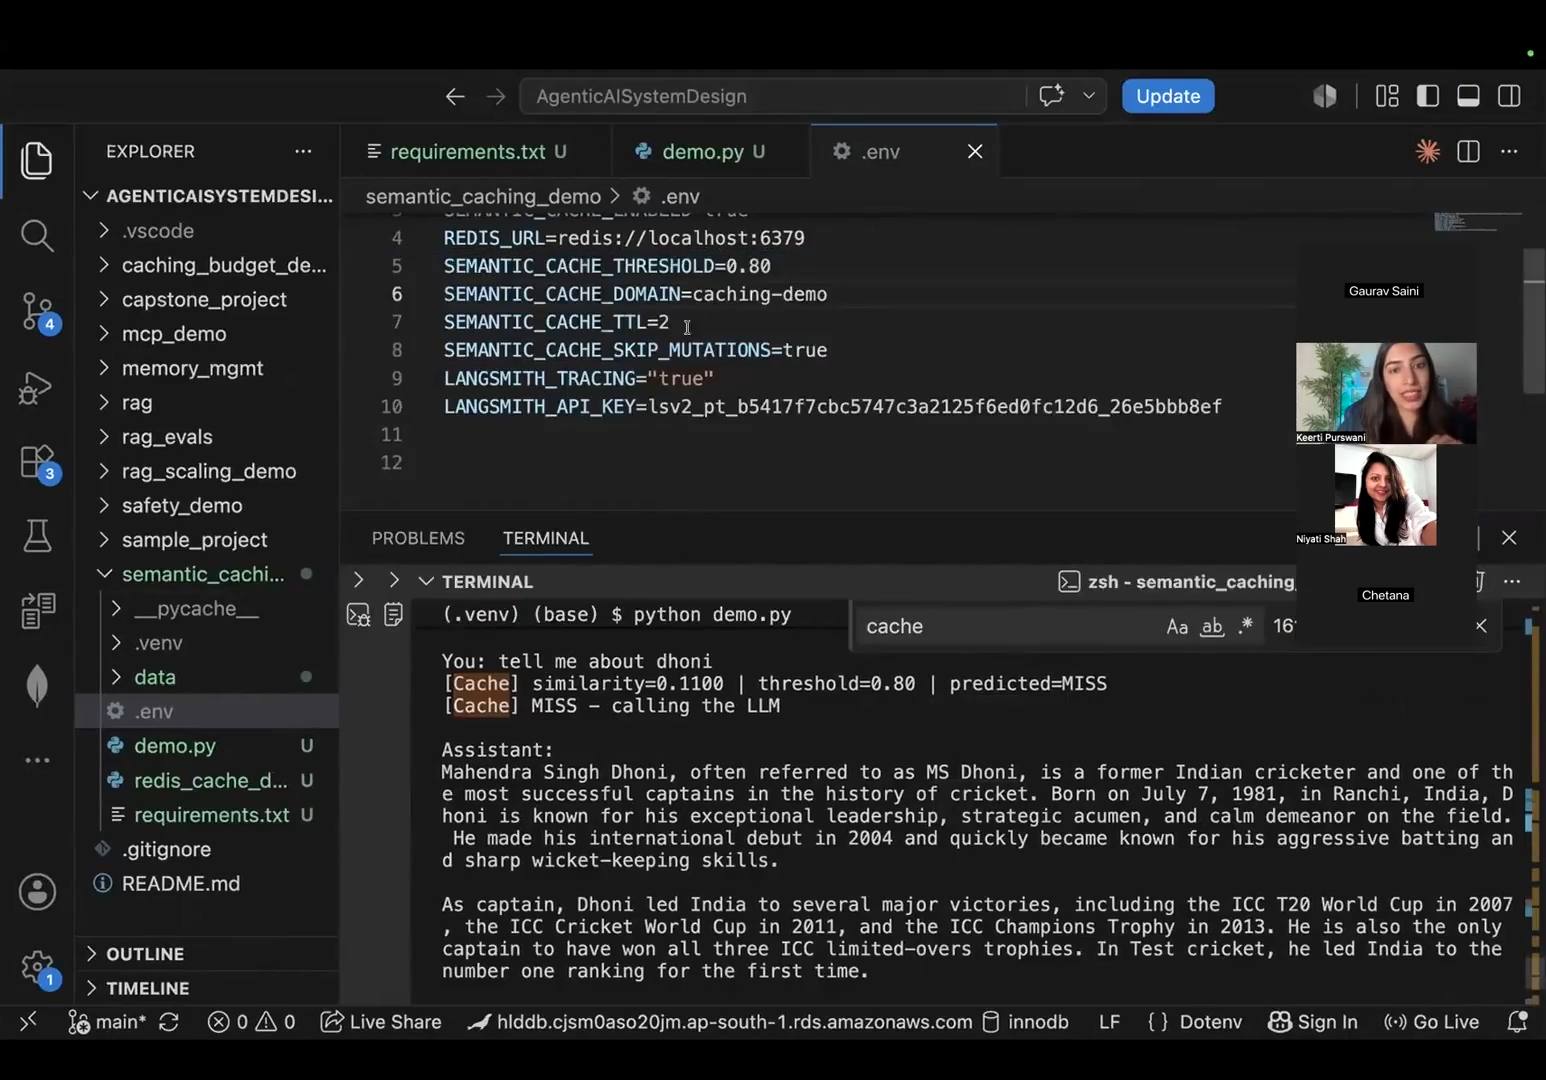 AgenticAISystemDesign
Update
EXPLORER
requirements.txt U
demo.py U
.env
AGENTICAISYSTEMDESI...
semantic_caching_demo > .env
.vscode
caching_budget_de...
capstone_project
mcp_demo
memory_mgmt
rag
rag_evals
rag_scaling_demo
safety_demo
sample_project
semantic_cachi...
__pycache__
.venv
data
.env
demo.py U
redis_cache_d... U
requirements.txt U
.gitignore
README.md
OUTLINE
TIMELINE
4
3
1
3 SEMANTIC_CACHE_ENABLED=true
4 REDIS_URL=redis://localhost:6379
5 SEMANTIC_CACHE_THRESHOLD=0.80
6 SEMANTIC_CACHE_DOMAIN=caching-demo
7 SEMANTIC_CACHE_TTL=2
8 SEMANTIC_CACHE_SKIP_MUTATIONS=true
9 LANGSMITH_TRACING="true"
10 LANGSMITH_API_KEY=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
11
12
Gaurav Saini
Keerti Purswani
Niyati Shah
Chetana
PROBLEMS TERMINAL
TERMINAL
zsh - semantic_caching_
(.venv) (base) $ python demo.py
cache Aa ab .* 16
You: tell me about dhoni
[Cache] similarity=0.1100 | threshold=0.80 | predicted=MISS
[Cache] MISS – calling the LLM
Assistant:
Mahendra Singh Dhoni, often referred to as MS Dhoni, is a former Indian cricketer and one of th
e most successful captains in the history of cricket. Born on July 7, 1981, in Ranchi, India, D
honi is known for his exceptional leadership, strategic acumen, and calm demeanor on the field.
He made his international debut in 2004 and quickly became known for his aggressive batting an
d sharp wicket-keeping skills.
As captain, Dhoni led India to several major victories, including the ICC T20 World Cup in 2007
, the ICC Cricket World Cup in 2011, and the ICC Champions Trophy in 2013. He is also the only
captain to have won all three ICC limited-overs trophies. In Test cricket, he led India to the
number one ranking for the first time.
main* 0 0 Live Share hlddb.cjsm0aso20jm.ap-south-1.rds.amazonaws.com innodb LF { } Dotenv Sign In Go Live